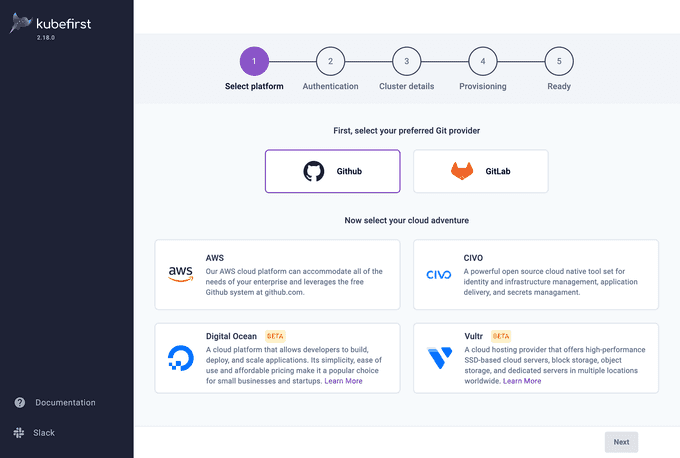 kubefirst
2.18.0
1 2 3 4 5
Select platform Authentication Cluster details Provisioning Ready
First, select your preferred Git provider
Github GitLab
Now select your cloud adventure
aws
AWS
Our AWS cloud platform can accommodate all of the
needs of your enterprise and leverages the free
Github system at github.com.
CIVO
CIVO
A powerful open source cloud native tool set for
identity and infrastructure management, application
delivery, and secrets managament.
Digital Ocean BETA
A cloud platform that allows developers to build,
deploy, and scale applications. Its simplicity, ease of
use and affordable pricing make it a popular choice
for small businesses and startups. Learn More
Vultr BETA
A cloud hosting provider that offers high-performance
SSD-based cloud servers, block storage, object
storage, and dedicated servers in multiple locations
worldwide. Learn More
Documentation
Slack
Next